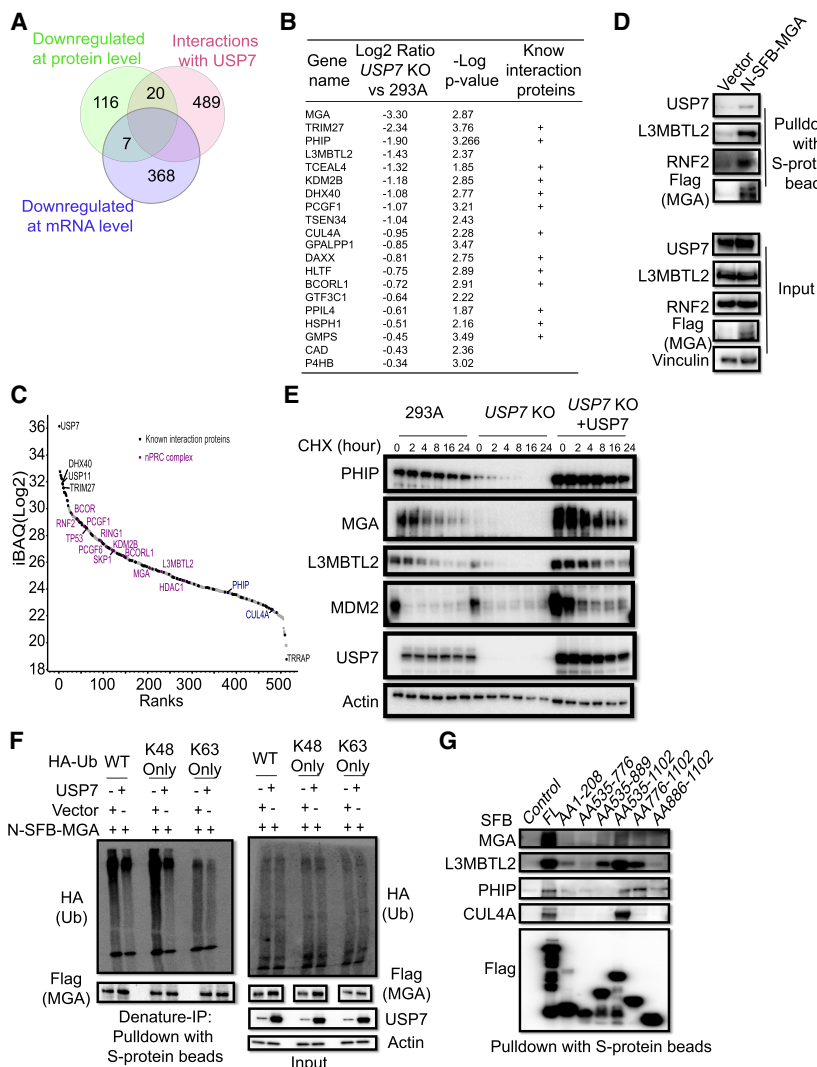 A
Downregulated
at protein level
Interactions
with USP7
116
20
489
7
368
Downregulated
at mRNA level
B
Gene name Log2 Ratio USP7 KO vs 293A -Log p-value Know interaction proteins
MGA -3.30 2.87
TRIM27 -2.34 3.76 +
PHIP -1.90 3.266 +
L3MBTL2 -1.43 2.37
TCEAL4 -1.32 1.85 +
KDM2B -1.18 2.85 +
DHX40 -1.08 2.77 +
PCGF1 -1.07 3.21 +
TSEN34 -1.04 2.43
CUL4A -0.95 2.28 +
GPALPP1 -0.85 3.47
DAXX -0.81 2.75 +
HLTF -0.75 2.89 +
BCORL1 -0.72 2.91 +
GTF3C1 -0.64 2.22
PPIL4 -0.61 1.87 +
HSPH1 -0.51 2.16 +
GMPS -0.45 3.49 +
CAD -0.43 2.36
P4HB -0.34 3.02
D
Vector
N-SFB-MGA
USP7
L3MBTL2
RNF2
Flag
(MGA)
Pulldo
with
S-prote
bead
USP7
L3MBTL2
RNF2
Flag
(MGA)
Vinculin
Input
C
iBAQ(Log2)
36
34
32
30
28
26
24
22
20
18
USP7
Known interaction proteins
nPRC complex
DHX40
USP11
TRIM27
BCOR
RNF2
PCGF1
TP53
RING1
PCGF6
KDM2B
SKP1
BCORL1
MGA
L3MBTL2
HDAC1
PHIP
CUL4A
TRRAP
0 100 200 300 400 500
Ranks
E
293A USP7 KO USP7 KO
+USP7
CHX (hour) 0 2 4 8 16 24 0 2 4 8 16 24 0 2 4 8 16 24
PHIP
MGA
L3MBTL2
MDM2
USP7
Actin
F
HA-Ub WT K48 Only K63 Only WT K48 Only K63 Only
USP7 - + - + - + - + - + - +
Vector + - + - + - + - + - + -
N-SFB-MGA + + + + + + + + + + + +
HA
(Ub)
HA
(Ub)
Flag
(MGA)
Flag
(MGA)
USP7
Actin
Denature-IP:
Pulldown with
S-protein beads
Input
G
SFB Control FL AA1-208 AA535-776 AA535-889 AA535-1102 AA776-1102 AA886-1102
MGA
L3MBTL2
PHIP
CUL4A
Flag
Pulldown with S-protein beads